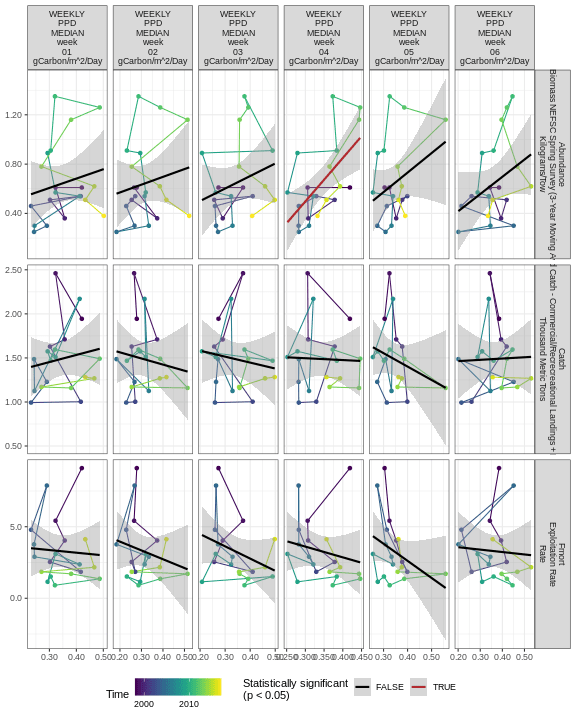 WEEKLY
PPD
MEDIAN
week
01
gCarbon/m^2/Day
WEEKLY
PPD
MEDIAN
week
02
gCarbon/m^2/Day
WEEKLY
PPD
MEDIAN
week
03
gCarbon/m^2/Day
WEEKLY
PPD
MEDIAN
week
04
gCarbon/m^2/Day
WEEKLY
PPD
MEDIAN
week
05
gCarbon/m^2/Day
WEEKLY
PPD
MEDIAN
week
06
gCarbon/m^2/Day
1.20
0.80
0.40
Abundance
Biomass NEFSC Spring Survey (3-Year Moving
Kilograms/Tow
2.50
2.00
1.50
1.00
0.50
Catch
Catch - Commercial/Recreational Landings +
Thousand Metric Tons
5.0
0.0
Fmort
Exploitation Rate
Rate
0.30 0.40 0.50
0.20 0.30 0.40 0.50
0.20 0.30 0.40 0.50
0.250 0.300 0.350 0.400 0.450
0.30 0.40 0.50
0.20 0.30 0.40 0.50
Time
2000 2010
Statistically significant
(p < 0.05)
FALSE TRUE